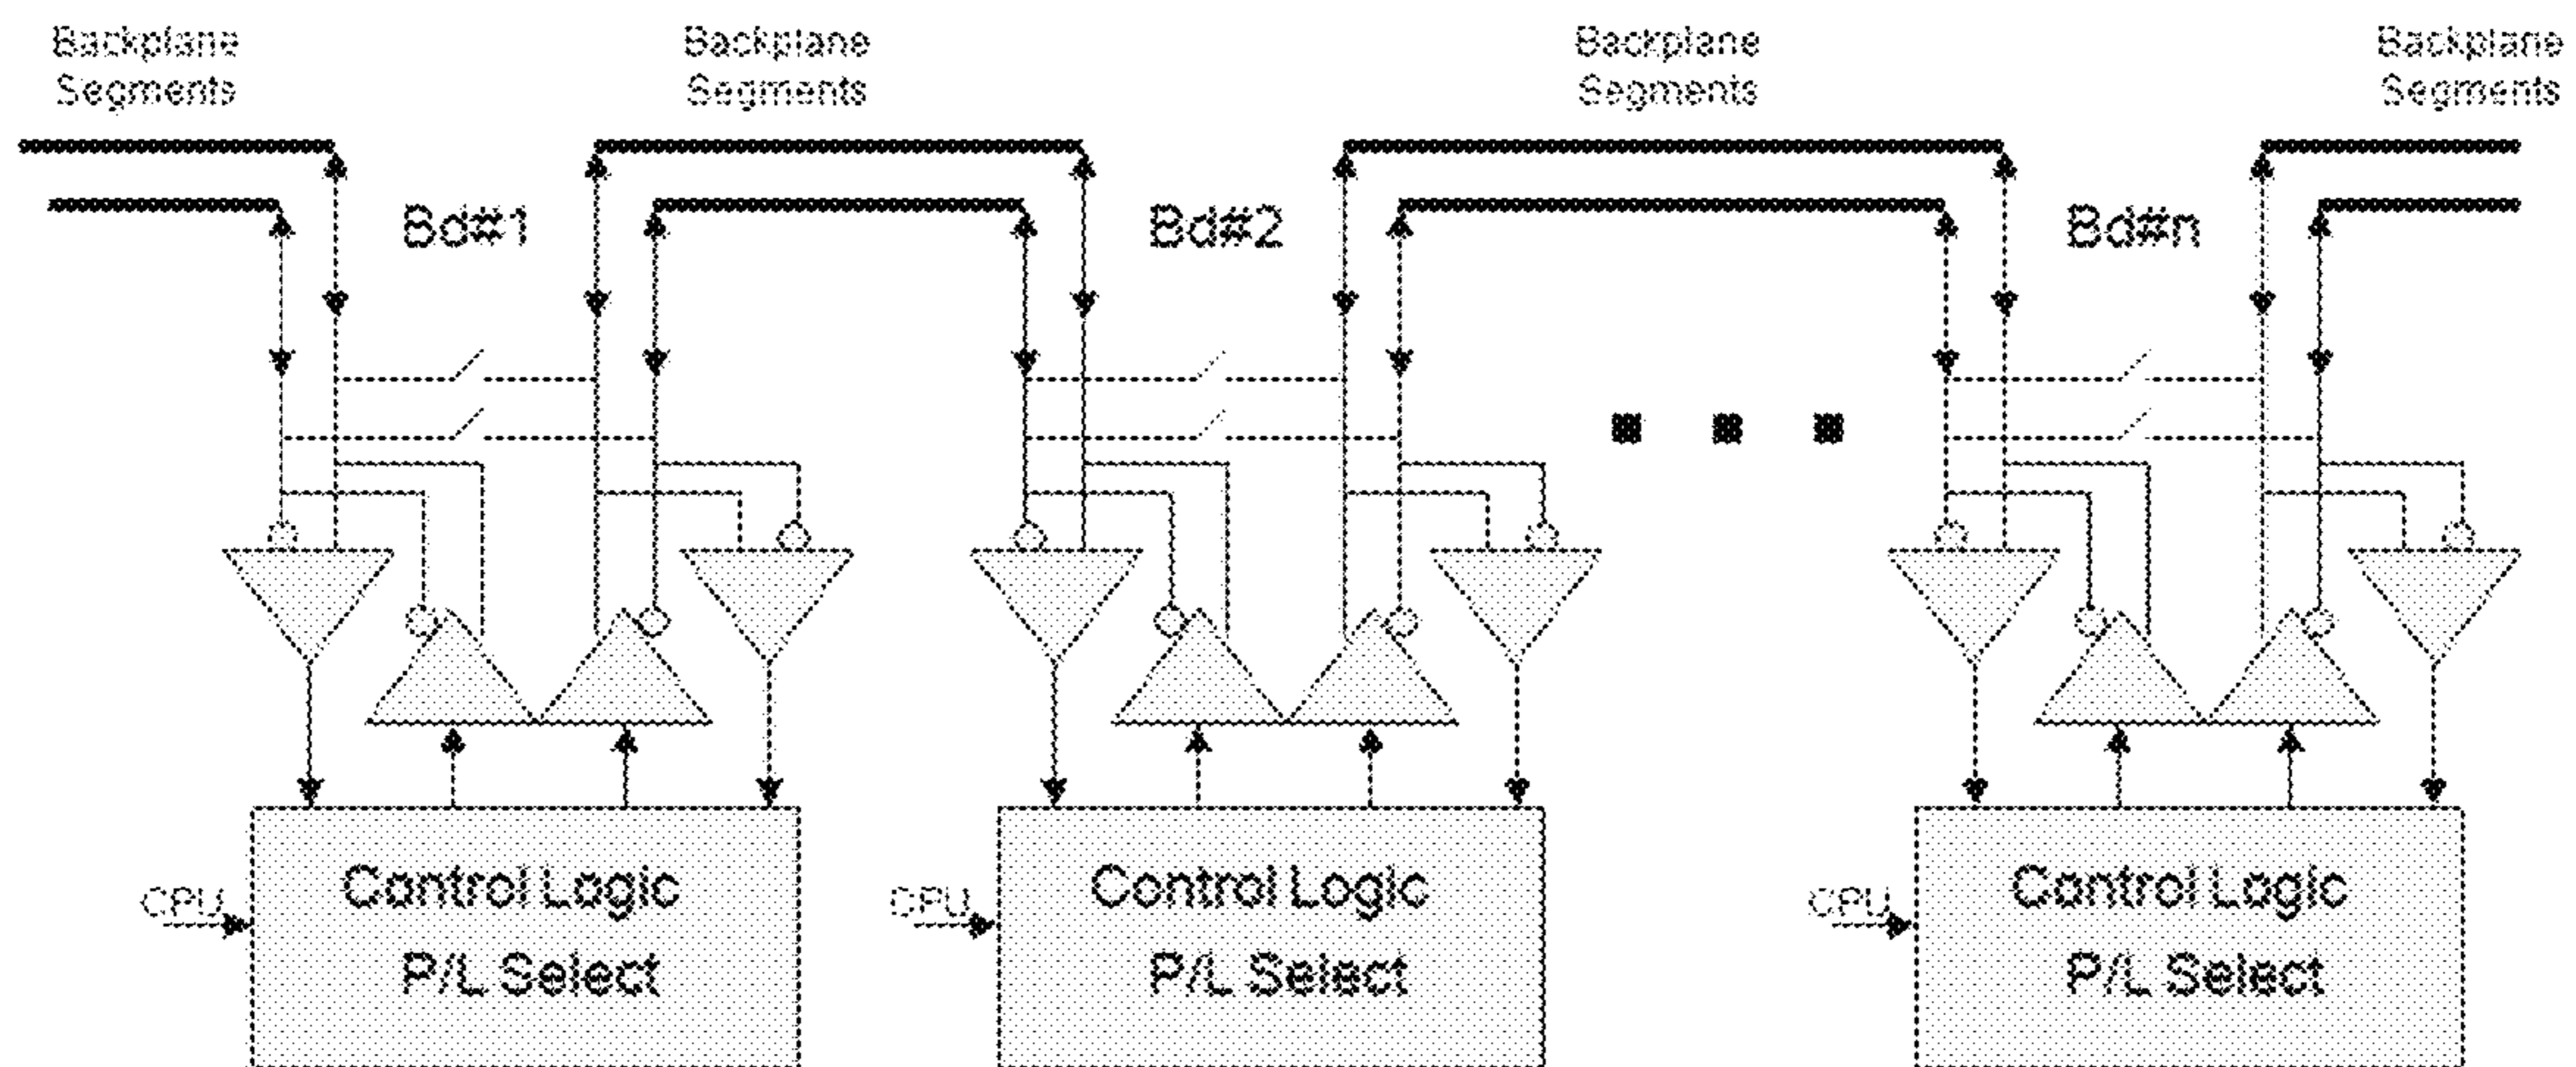 Backplane
Segments
Backplane
Segments
Backplane
Segments
Backplane
Segments
Bd#1
Bd#2
Bd#n
CPU
Control Logic
P/L Select
CPU
Control Logic
P/L Select
CPU
Control Logic
P/L Select